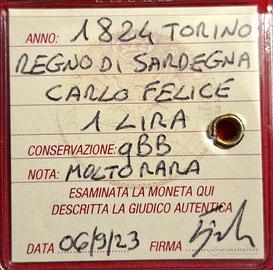 ANNO: 1824 TORINO
REGNO DI SARDEGNA
CARLO FELICE
1 LIRA
CONSERVAZIONE: qBB
NOTA: MOLTO RARA
ESAMINATA LA MONETA QUI
DESCRITTA LA GIUDICO AUTENTICA
DATA 06/9/23 FIRMA